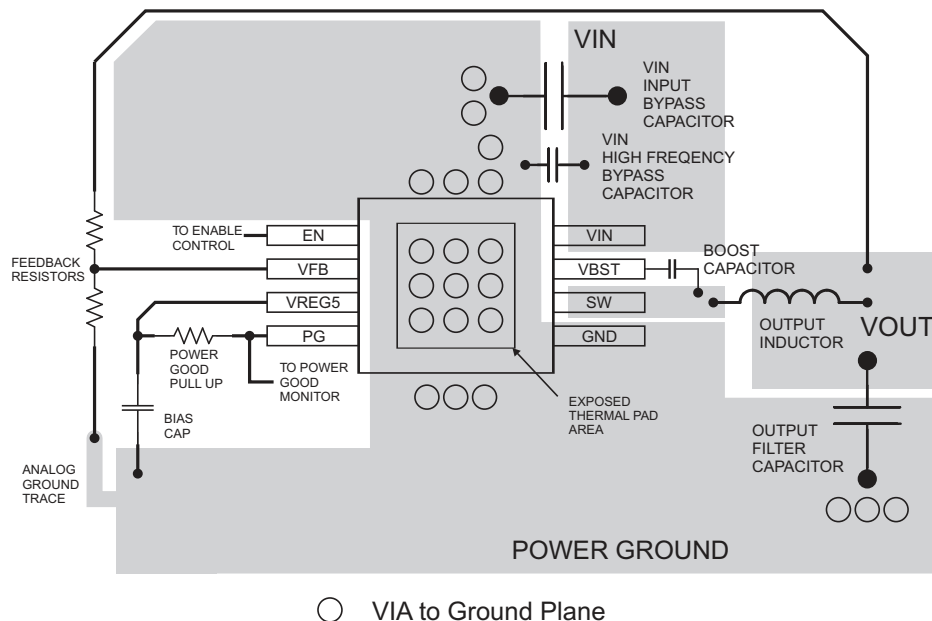 VIN
VIN
INPUT
BYPASS
CAPACITOR
VIN
HIGH FREQENCY
BYPASS
CAPACITOR
TO ENABLE
CONTROL
EN
VFB
VREG5
PG
VIN
VBST
SW
GND
FEEDBACK
RESISTORS
BOOST
CAPACITOR
OUTPUT
INDUCTOR
VOUT
POWER
GOOD
PULL UP
TO POWER
GOOD
MONITOR
BIAS
CAP
EXPOSED
THERMAL PAD
AREA
OUTPUT
FILTER
CAPACITOR
ANALOG
GROUND
TRACE
POWER GROUND
VIA to Ground Plane